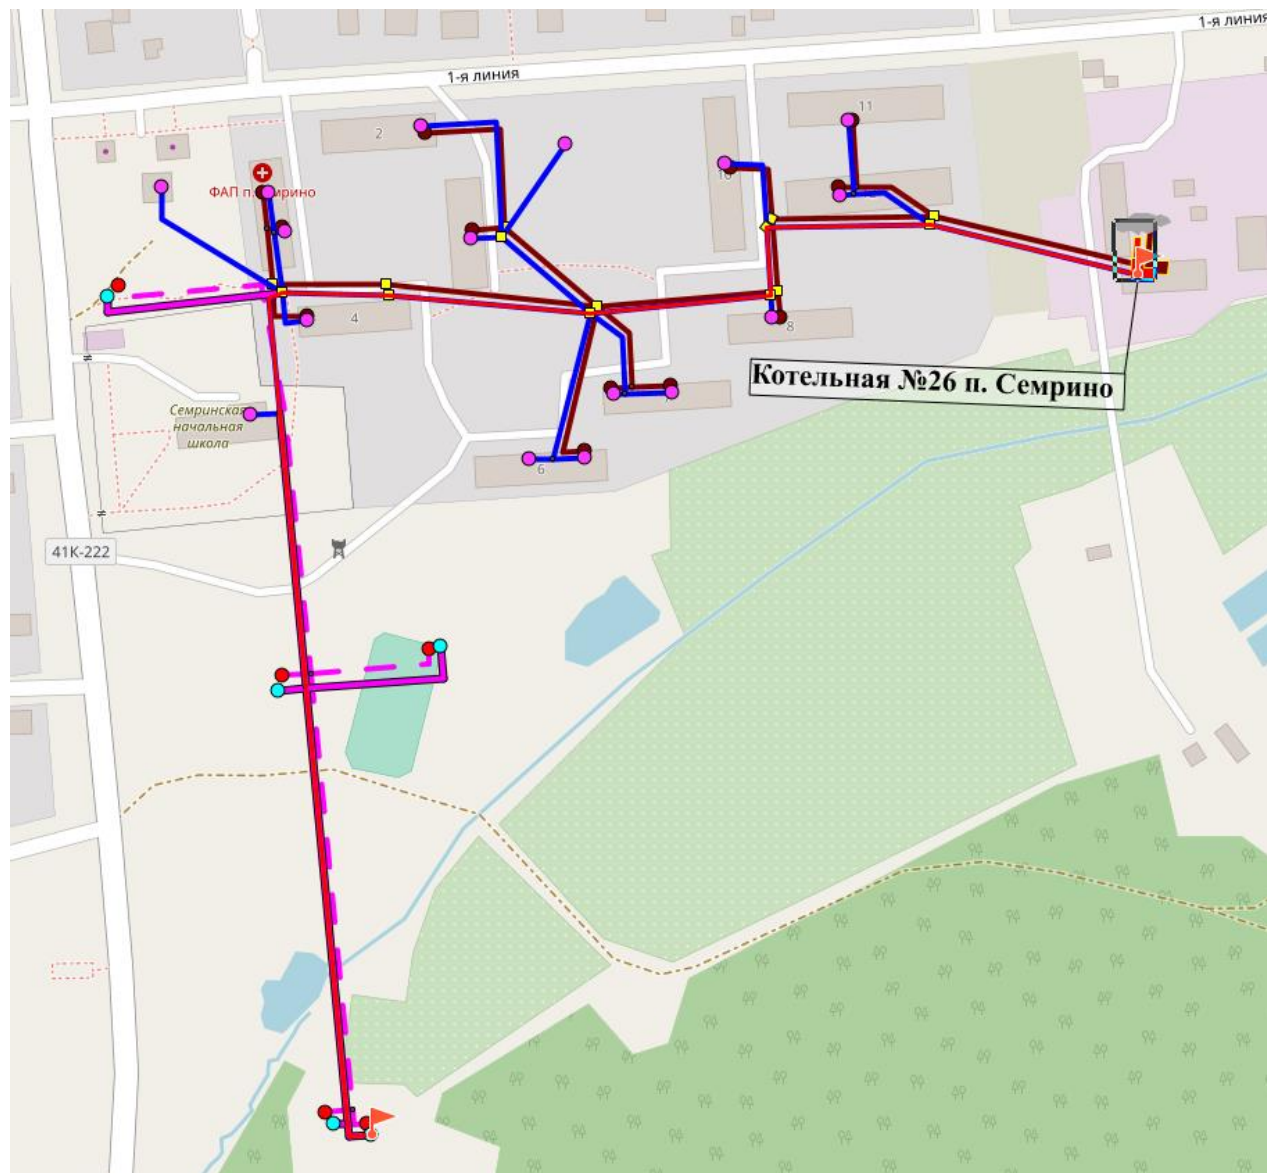 1-я линия
1-я линия
11
2
10
ФАП п. Семрино
4
8
Котельная №26 п. Семрино
Семринская
начальная
школа
6
41К-222